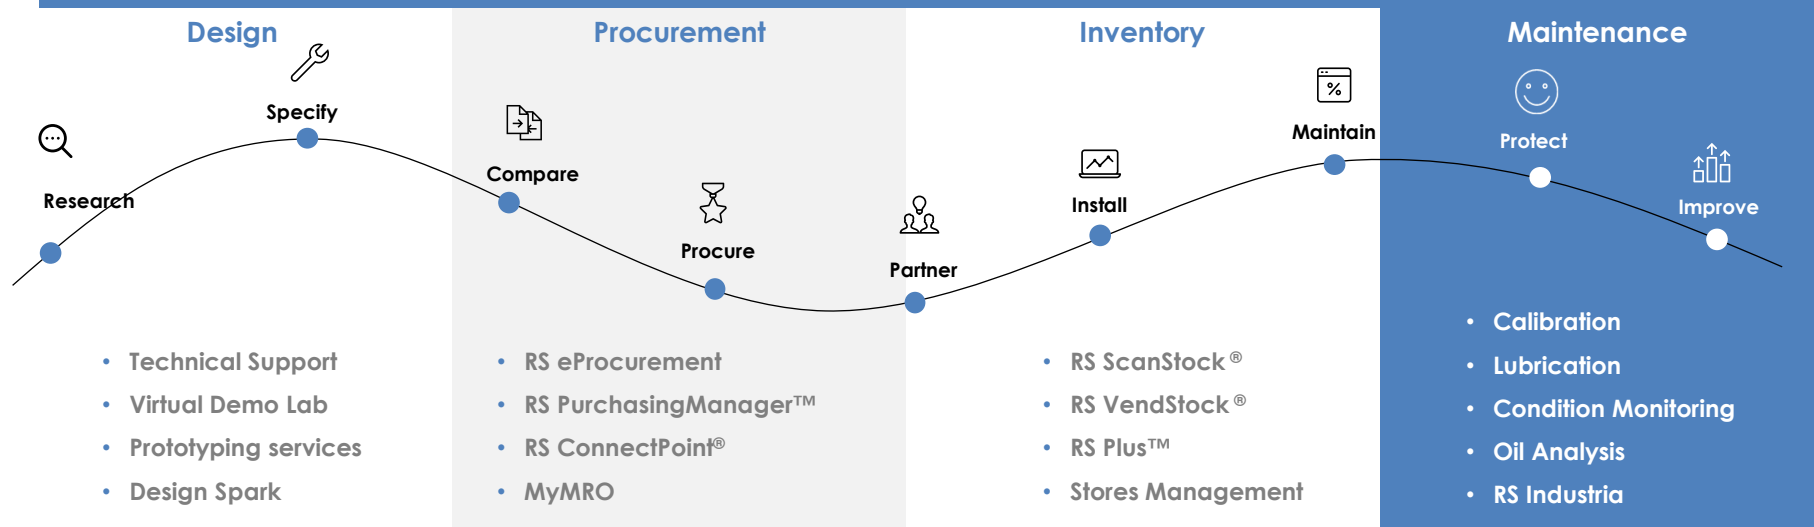 Design
Procurement
Inventory
Maintenance
Research
Specify
Compare
Procure
Partner
Install
Maintain
Protect
Improve
• Technical Support
• Virtual Demo Lab
• Prototyping services
• Design Spark
• RS eProcurement
• RS PurchasingManager™
• RS ConnectPoint®
• MyMRO
• RS ScanStock®
• RS VendStock®
• RS Plus™
• Stores Management
• Calibration
• Lubrication
• Condition Monitoring
• Oil Analysis
• RS Industria
%